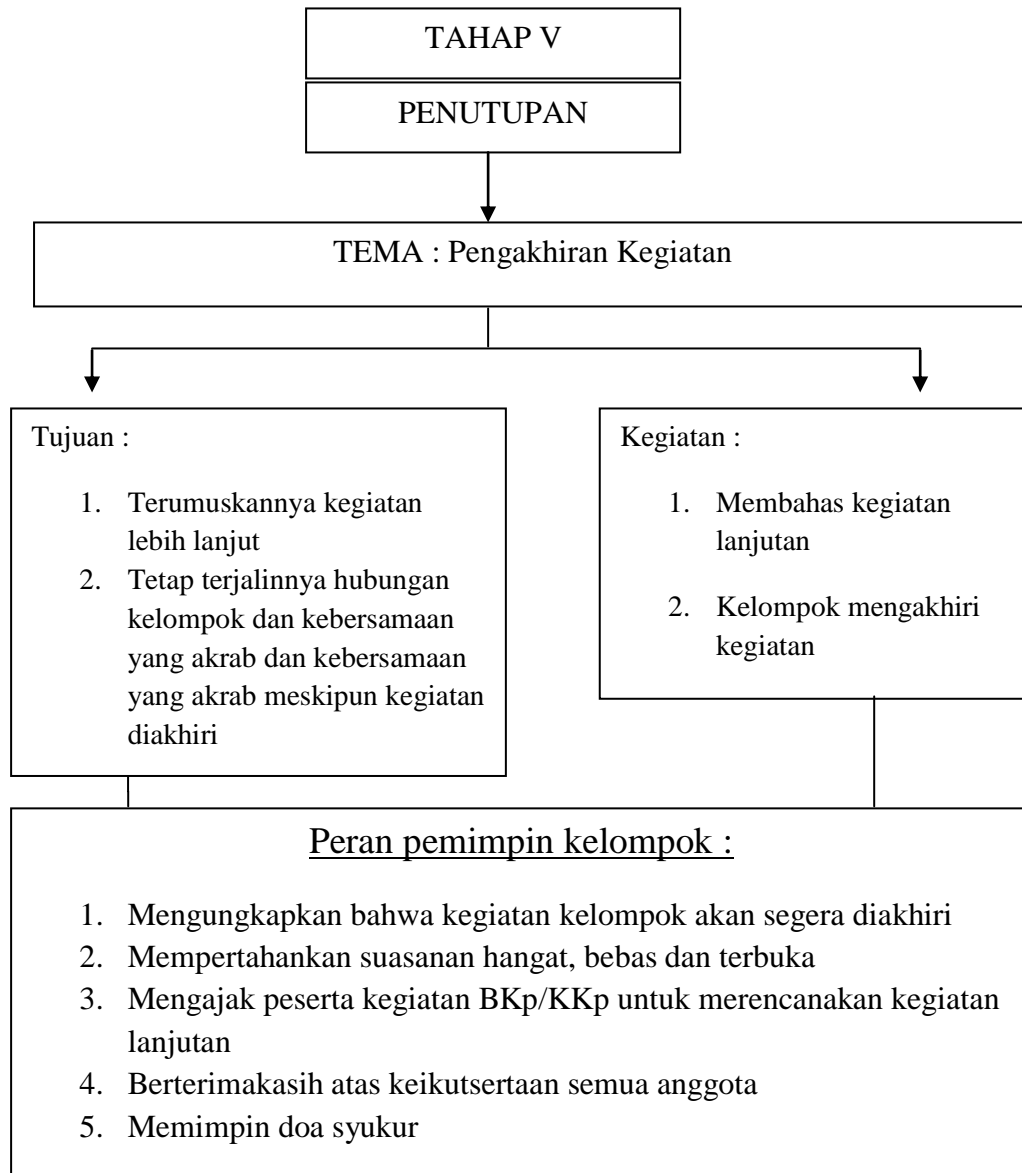 TAHAP V
PENUTUPAN
TEMA : Pengakhiran Kegiatan
Tujuan :
1. Terumuskannya kegiatan
lebih lanjut
2. Tetap terjalinnya hubungan
kelompok dan kebersamaan
yang akrab dan kebersamaan
yang akrab meskipun kegiatan
diakhiri
Kegiatan :
1. Membahas kegiatan
lanjutan
2. Kelompok mengakhiri
kegiatan
Peran pemimpin kelompok :
1. Mengungkapkan bahwa kegiatan kelompok akan segera diakhiri
2. Mempertahankan suasanan hangat, bebas dan terbuka
3. Mengajak peserta kegiatan BKp/KKp untuk merencanakan kegiatan
lanjutan
4. Berterimakasih atas keikutsertaan semua anggota
5. Memimpin doa syukur